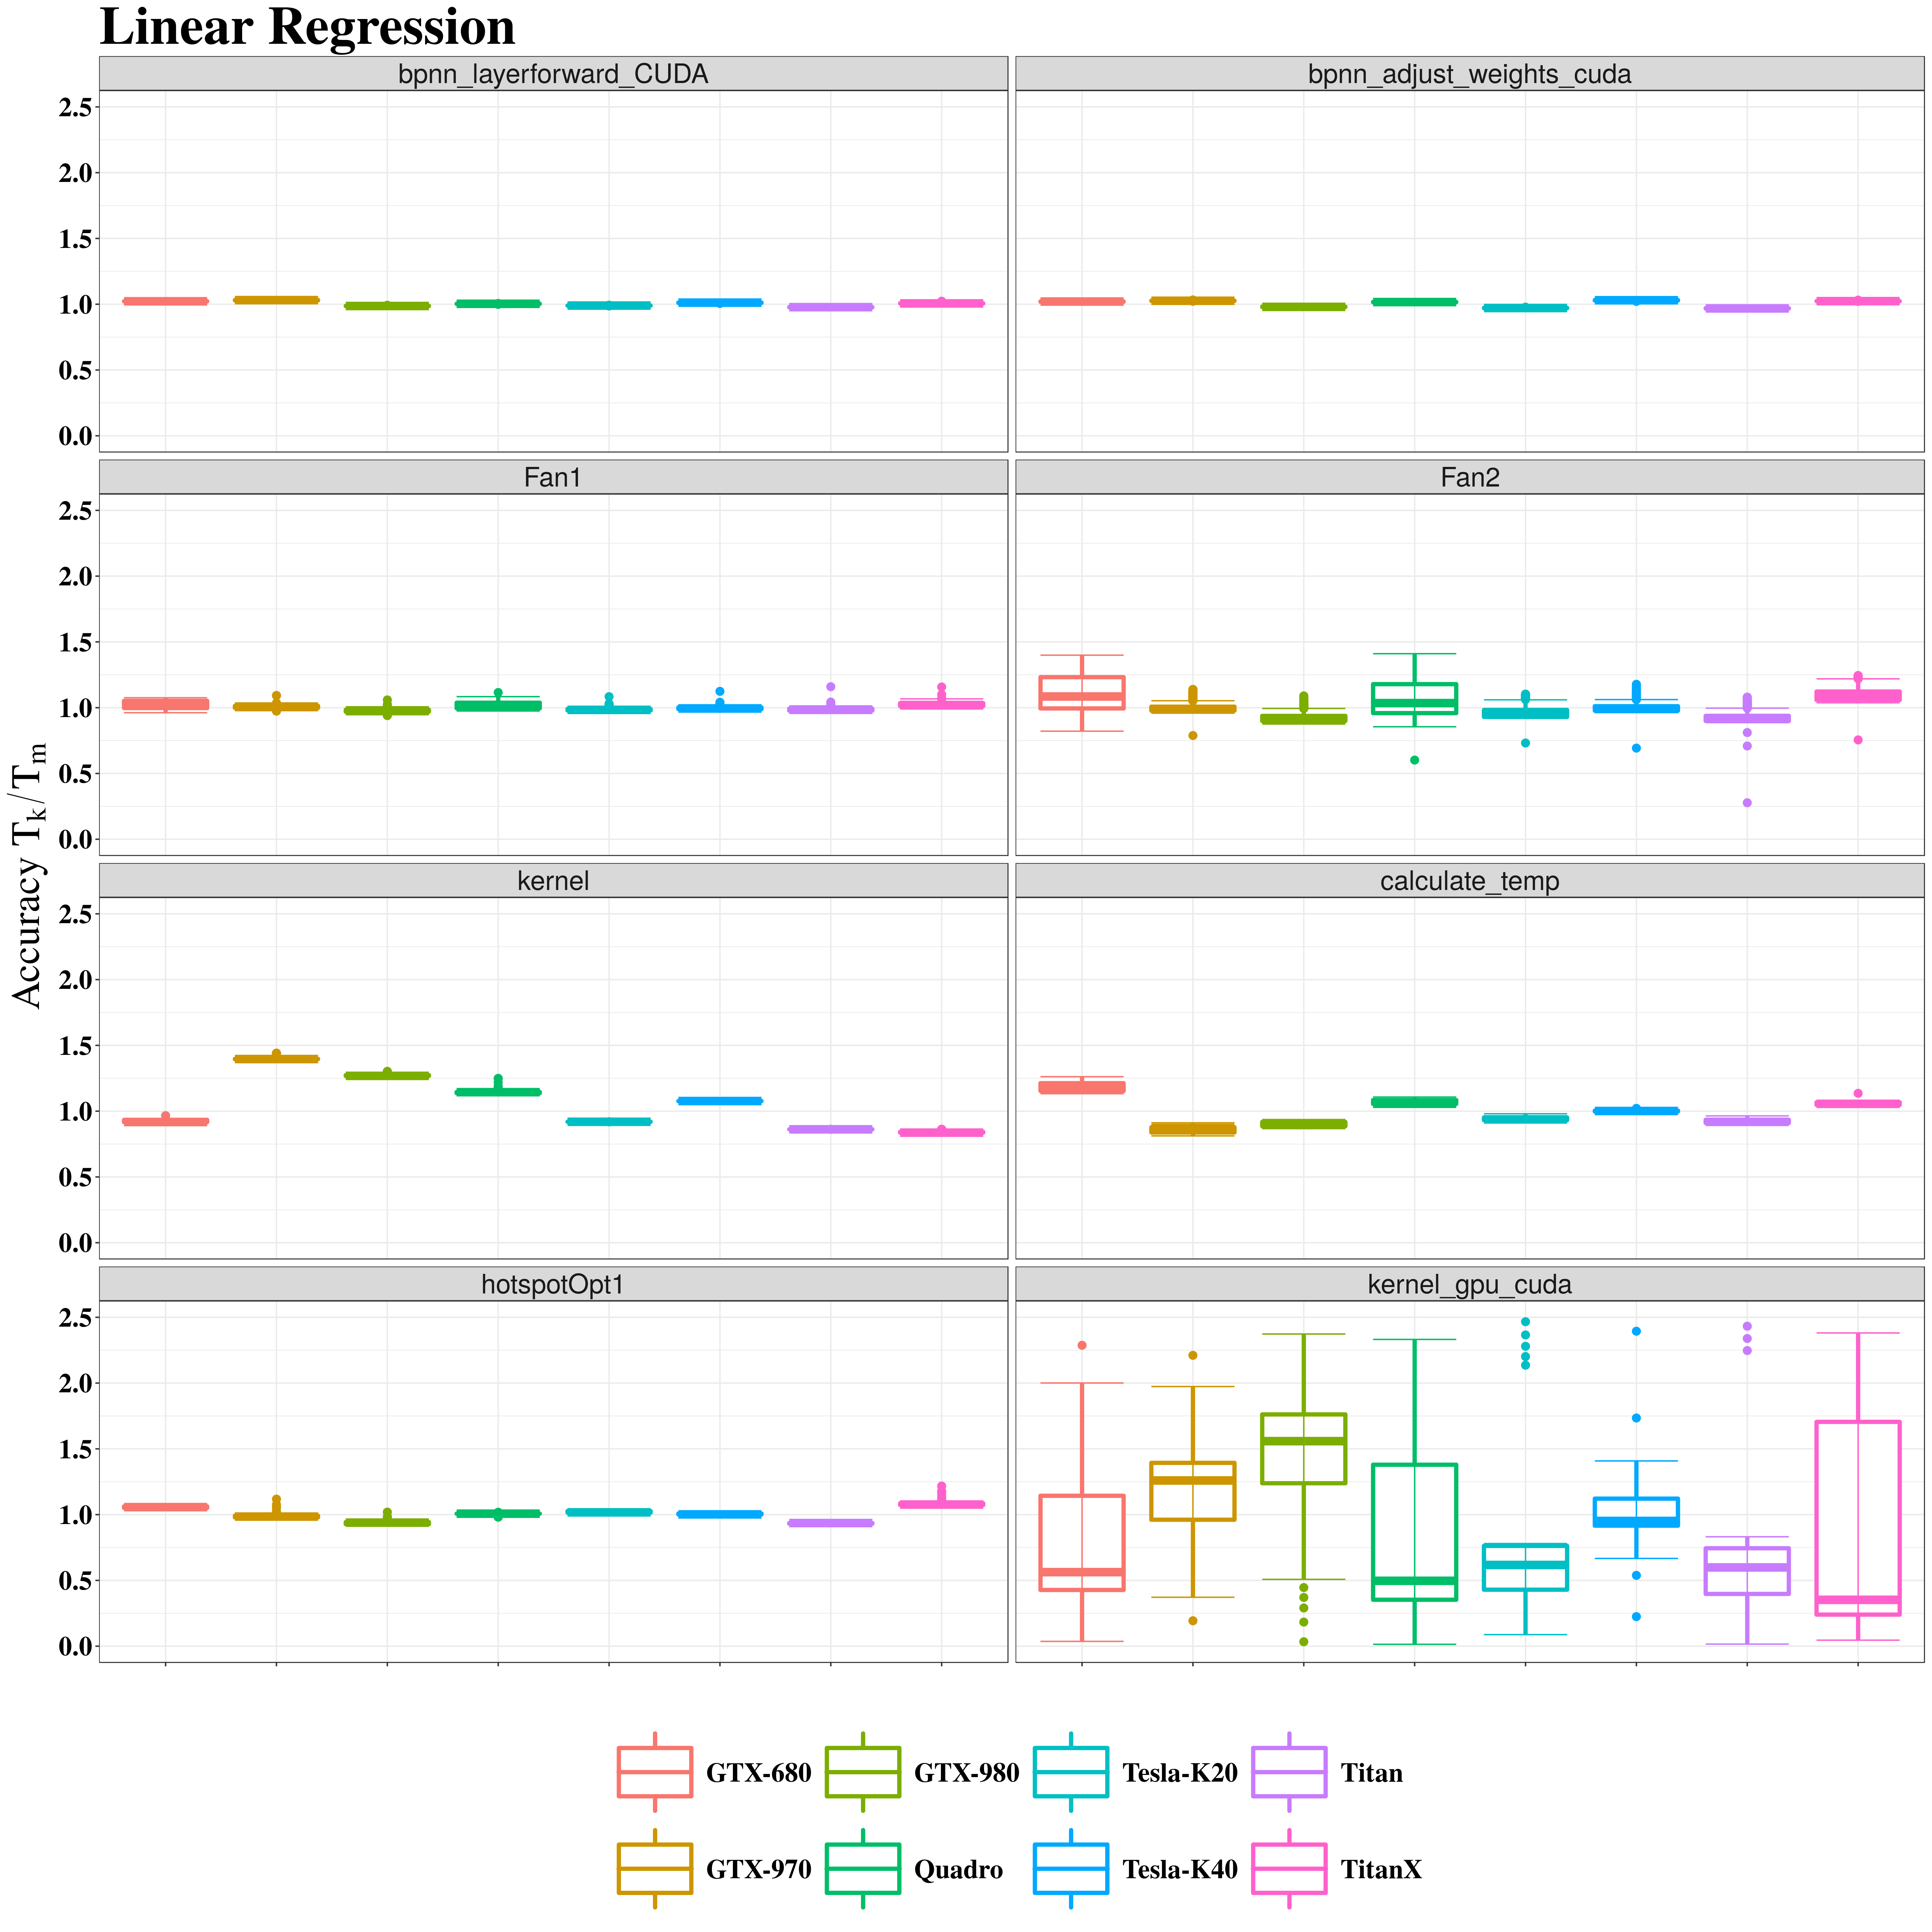 Linear Regression
bpnn_layerforward_CUDA
bpnn_adjust_weights_cuda
2.5
2.0
1.5
1.0
0.5
0.0
Fan1
Fan2
2.5
2.0
1.5
1.0
0.5
0.0
Accuracy Tk/Tm
kernel
calculate_temp
2.5
2.0
1.5
1.0
0.5
0.0
hotspotOpt1
kernel_gpu_cuda
2.5
2.0
1.5
1.0
0.5
0.0
GTX-680 GTX-980 Tesla-K20 Titan
GTX-970 Quadro Tesla-K40 TitanX